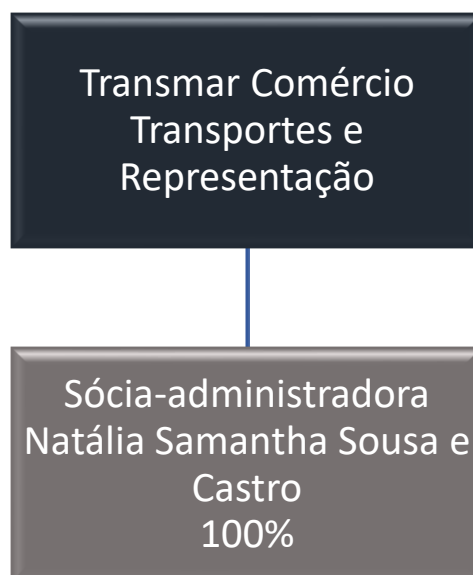 Transmar Comércio
Transportes e
Representação
Sócia-administradora
Natália Samantha Sousa e
Castro
100%